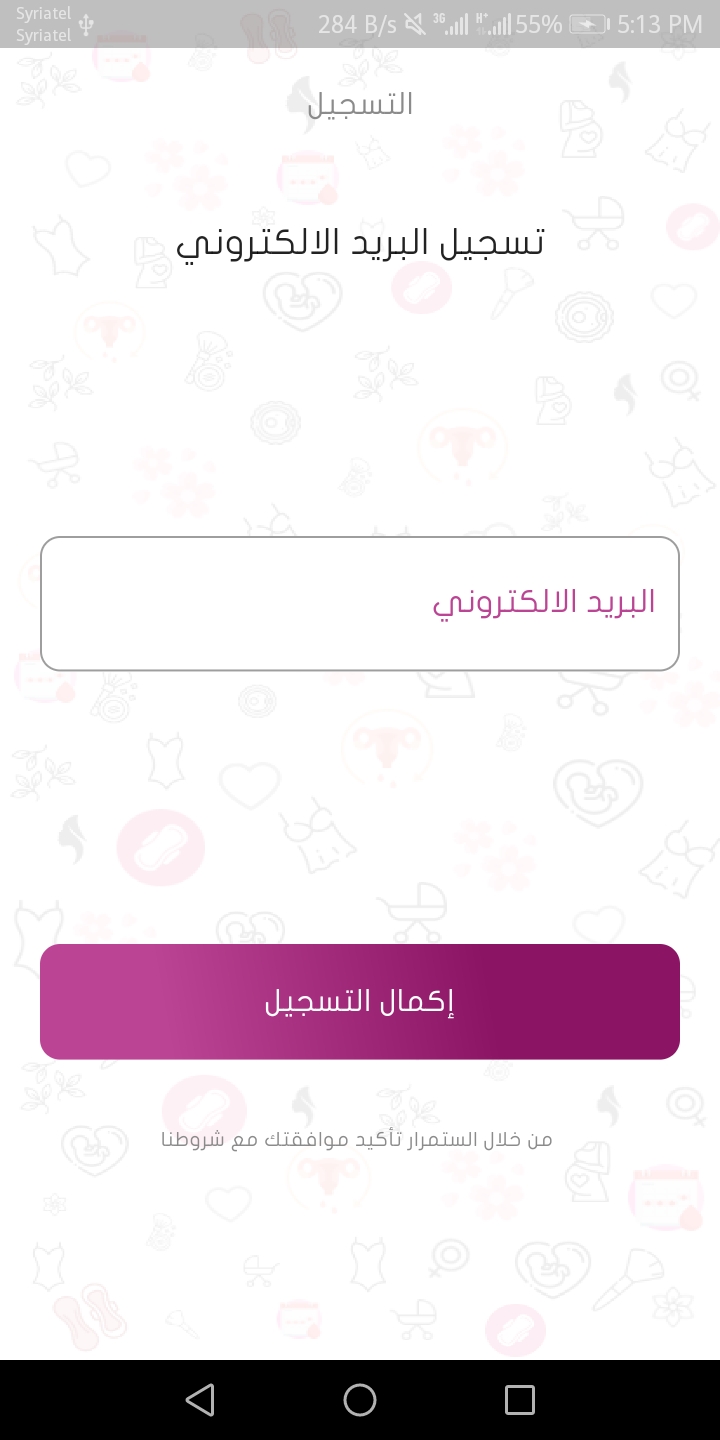 Syriatel
Syriatel
284 B/s 3G H+ 55% 5:13 PM
التسجيل
تسجيل البريد الالكتروني
البريد الالكتروني
إكمال التسجيل
من خلال الستمرار تأكيد موافقتك مع شروطنا